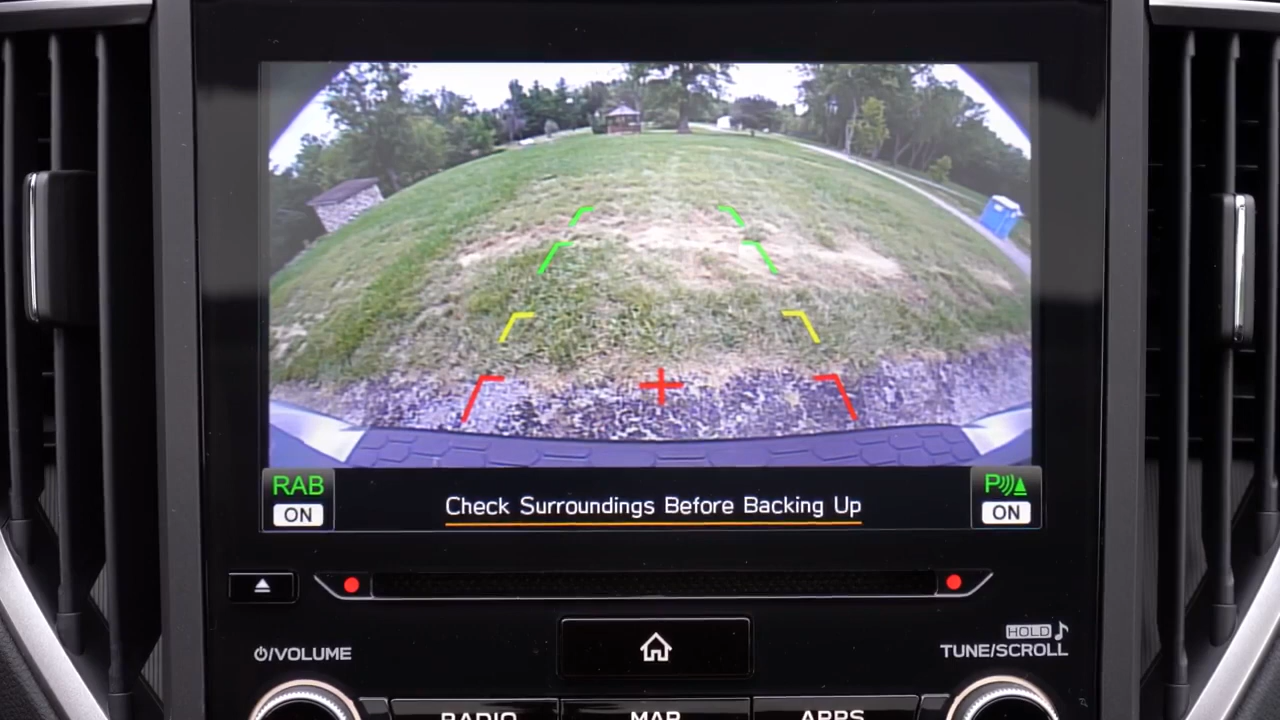 RAB
ON
Check Surroundings Before Backing Up
P
ON
/VOLUME
HOLD
TUNE/SCROLL
RADIO
MAP
APPS